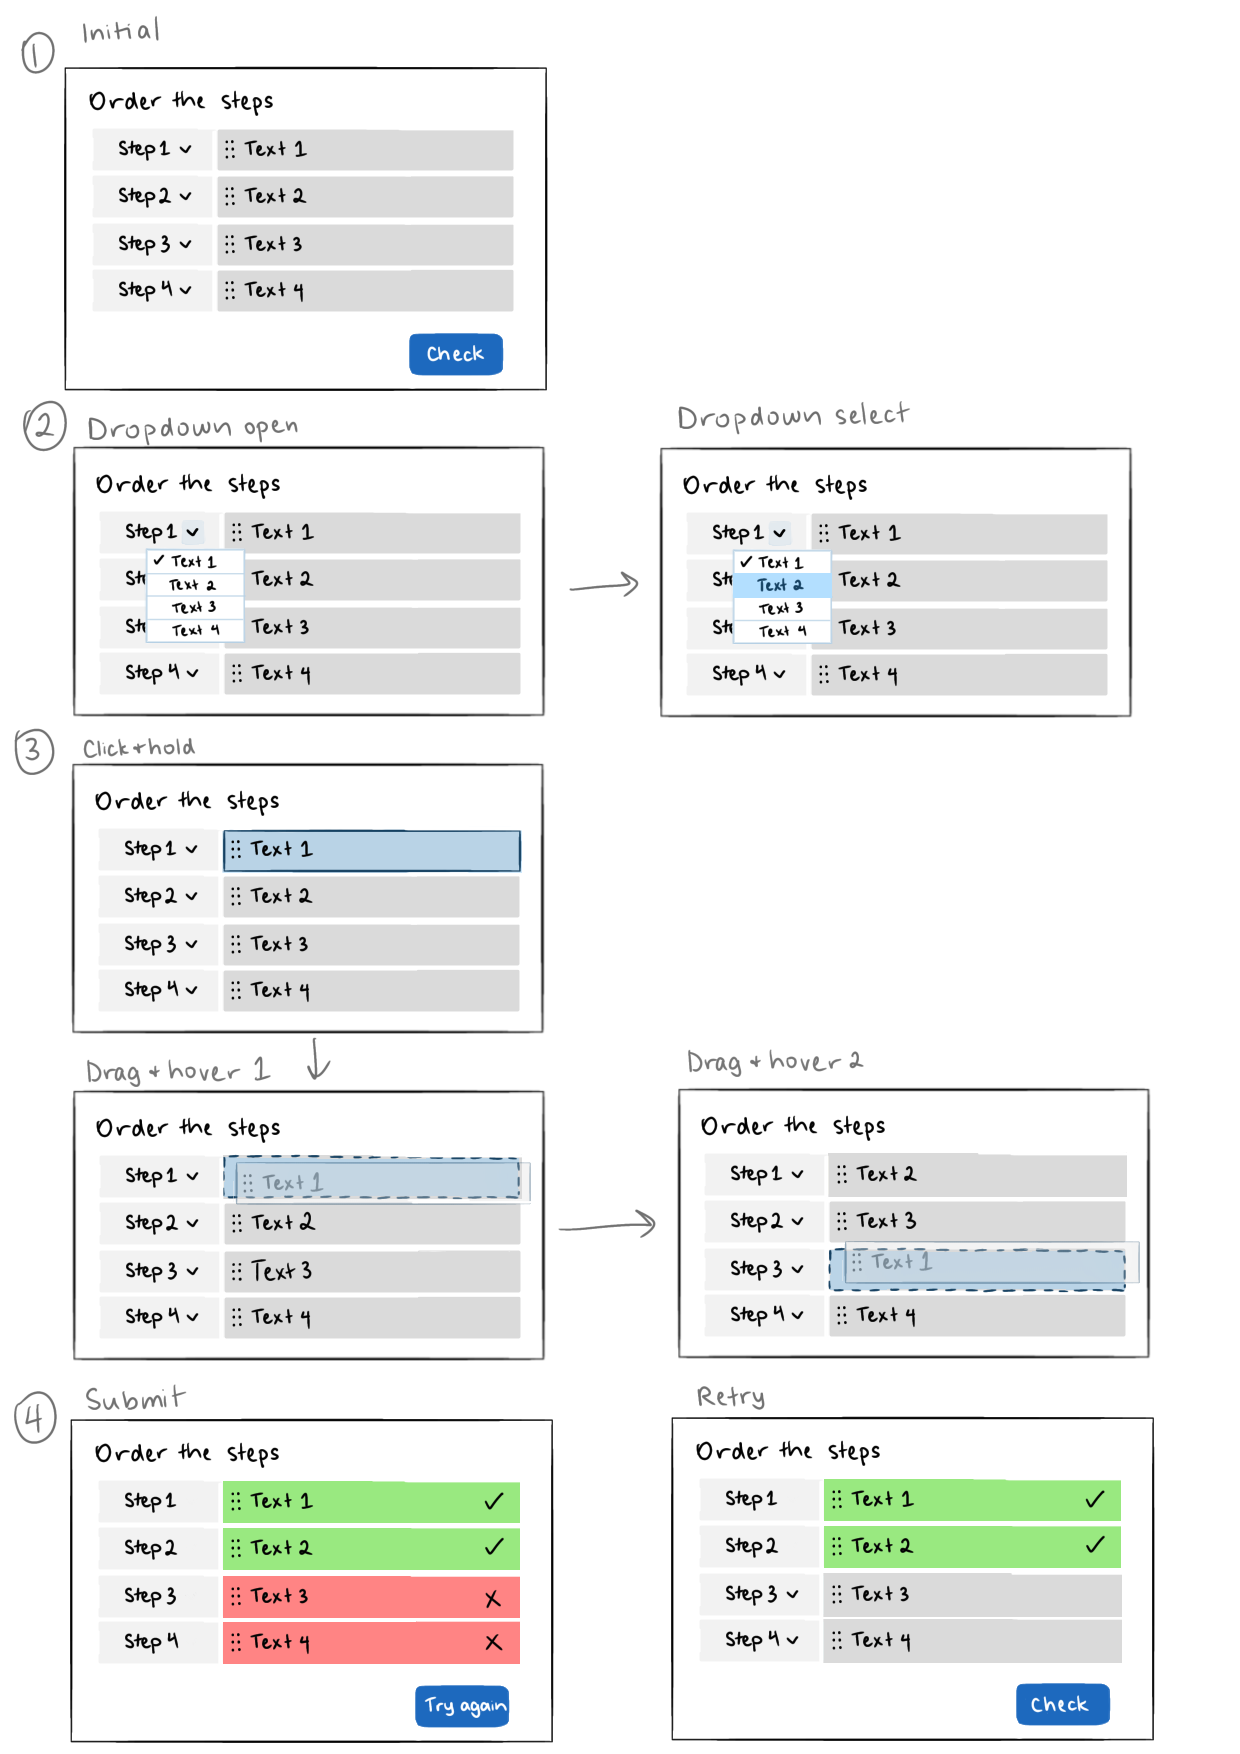 1 Initial
Order the steps
Step 1 Text 1
Step 2 Text 2
Step 3 Text 3
Step 4 Text 4
Check
2 Dropdown open
Order the steps
Step 1 Text 1
✓ Text 1
Text 2
Text 3
Text 4
St Text 2
St Text 3
Step 4 Text 4
Dropdown select
Order the steps
Step 1 Text 1
✓ Text 1
Text 2
Text 3
Text 4
St Text 2
St Text 3
Step 4 Text 4
3 Click + hold
Order the steps
Step 1 Text 1
Step 2 Text 2
Step 3 Text 3
Step 4 Text 4
Drag + hover 1
Order the steps
Step 1 Text 1
Step 2 Text 2
Step 3 Text 3
Step 4 Text 4
Drag + hover 2
Order the steps
Step 1 Text 2
Step 2 Text 3
Step 3 Text 1
Step 4 Text 4
4 Submit
Order the steps
Step 1 Text 1 ✓
Step 2 Text 2 ✓
Step 3 Text 3 X
Step 4 Text 4 X
Try again
Retry
Order the steps
Step 1 Text 1 ✓
Step 2 Text 2 ✓
Step 3 Text 3
Step 4 Text 4
Check